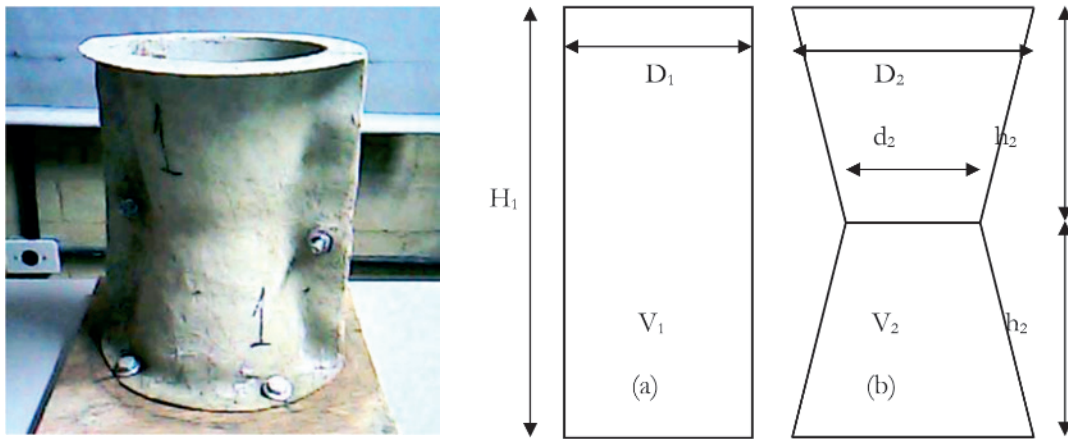 1
1
H₁
D₁
V₁
(a)
D₂
d₂
h₂
V₂
h₂
(b)